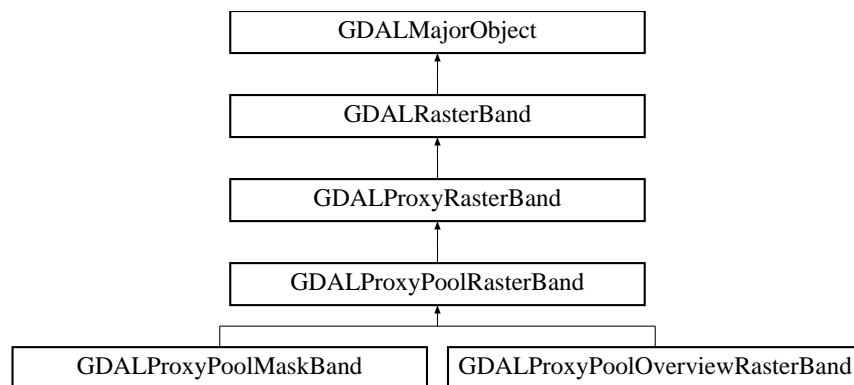 GDALMajorObject
GDALRasterBand
GDALProxyRasterBand
GDALProxyPoolRasterBand
GDALProxyPoolMaskBand
GDALProxyPoolOverviewRasterBand